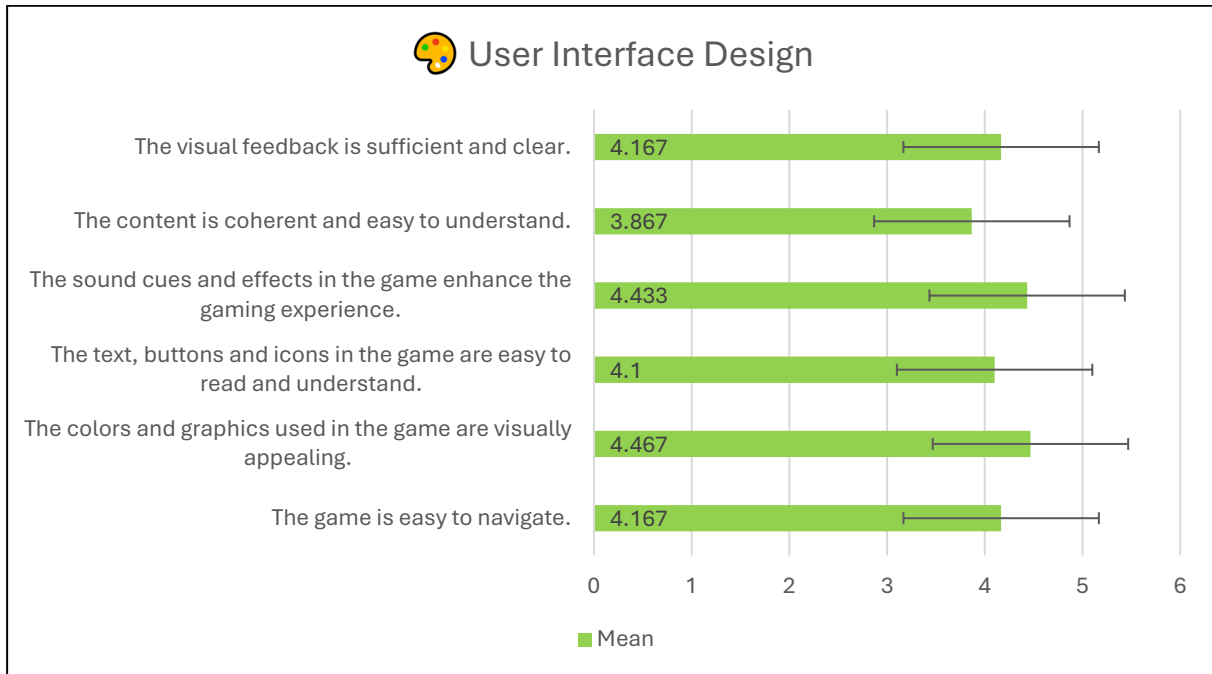 User Interface Design
The visual feedback is sufficient and clear.
4.167
The content is coherent and easy to understand.
3.867
The sound cues and effects in the game enhance the
gaming experience.
4.433
The text, buttons and icons in the game are easy to
read and understand.
4.1
The colors and graphics used in the game are visually
appealing.
4.467
The game is easy to navigate.
4.167
0 1 2 3 4 5 6
Mean